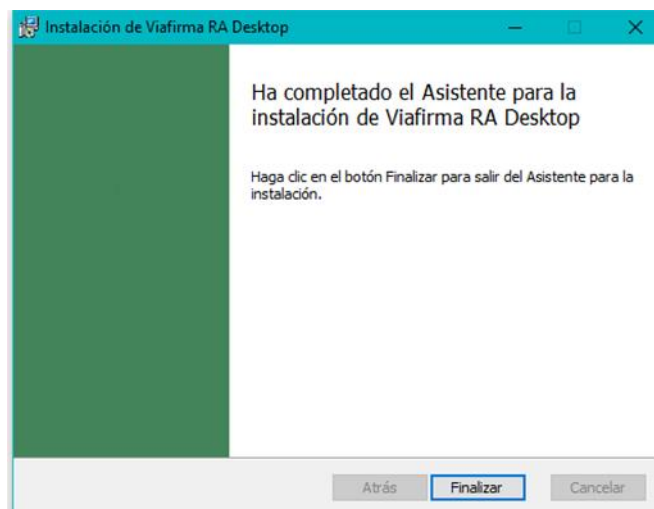 Instalación de Viafirma RA Desktop
Ha completado el Asistente para la
instalación de Viafirma RA Desktop
Haga clic en el botón Finalizar para salir del Asistente para la
instalación.
Atrás
Finalizar
Cancelar